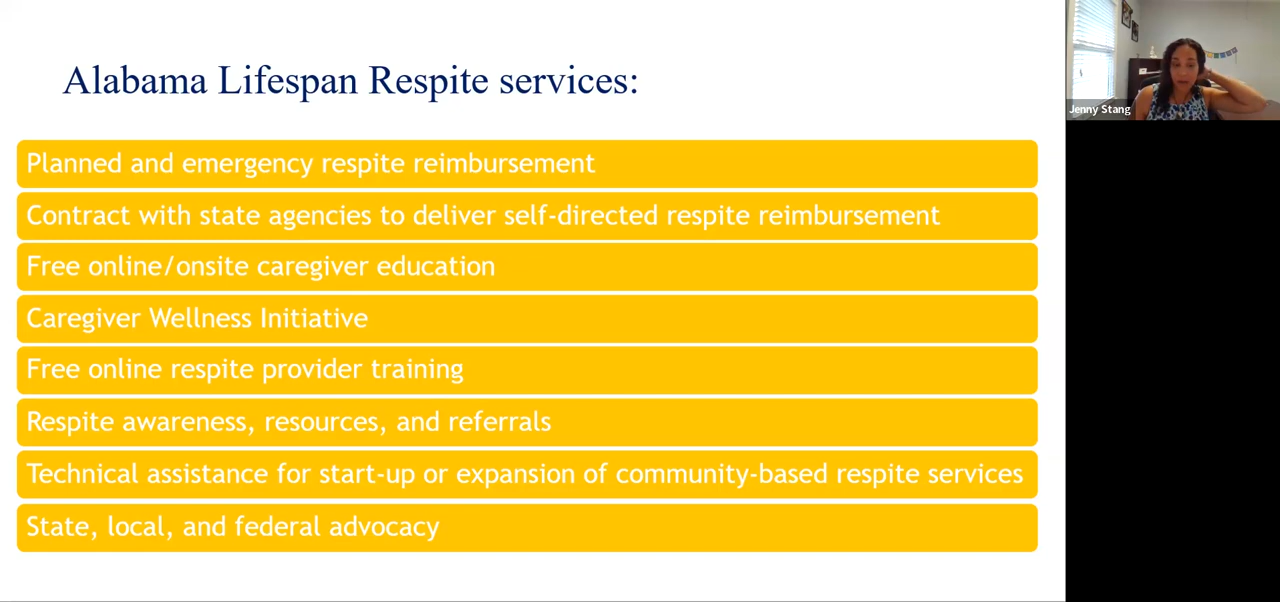 Alabama Lifespan Respite services:
Planned and emergency respite reimbursement
Contract with state agencies to deliver self-directed respite reimbursement
Free online/onsite caregiver education
Caregiver Wellness Initiative
Free online respite provider training
Respite awareness, resources, and referrals
Technical assistance for start-up or expansion of community-based respite services
State, local, and federal advocacy
Jenny Stang